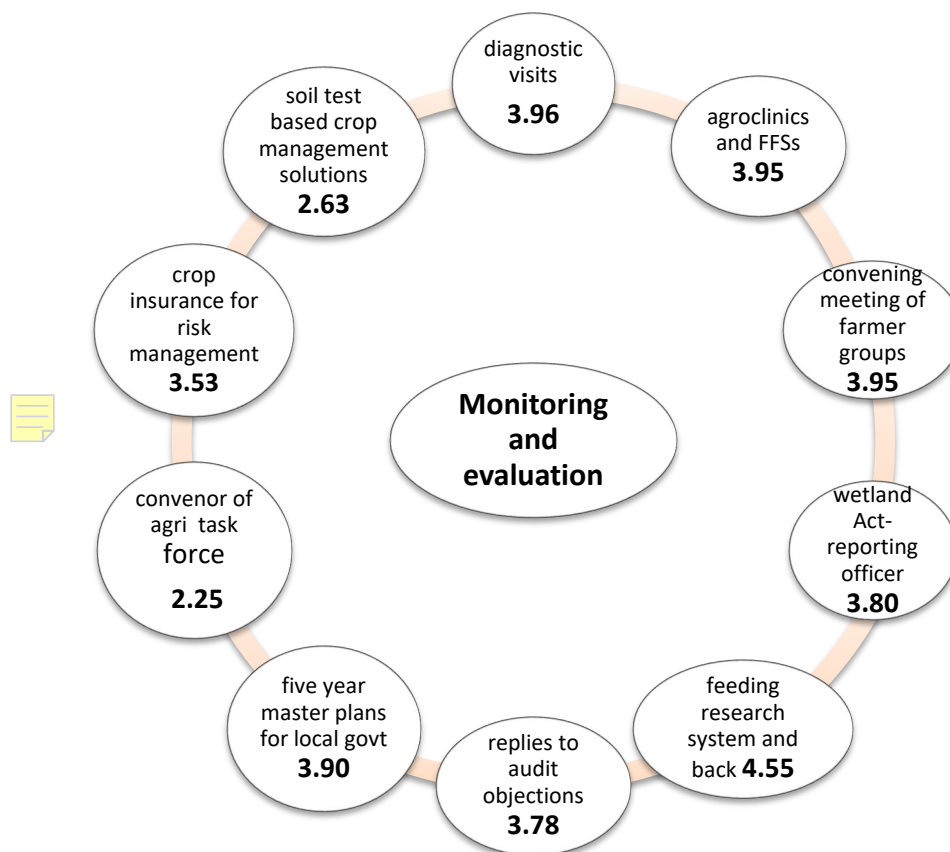 diagnostic
visits
3.96
agroclinics
and FFSs
3.95
convening
meeting of
farmer
groups
3.95
wetland
Act-
reporting
officer
3.80
feeding
research
system and
back 4.55
replies to
audit
objections
3.78
five year
master plans
for local govt
3.90
convenor of
agri task
force
2.25
crop
insurance for
risk
management
3.53
soil test
based crop
management
solutions
2.63
Monitoring
and
evaluation